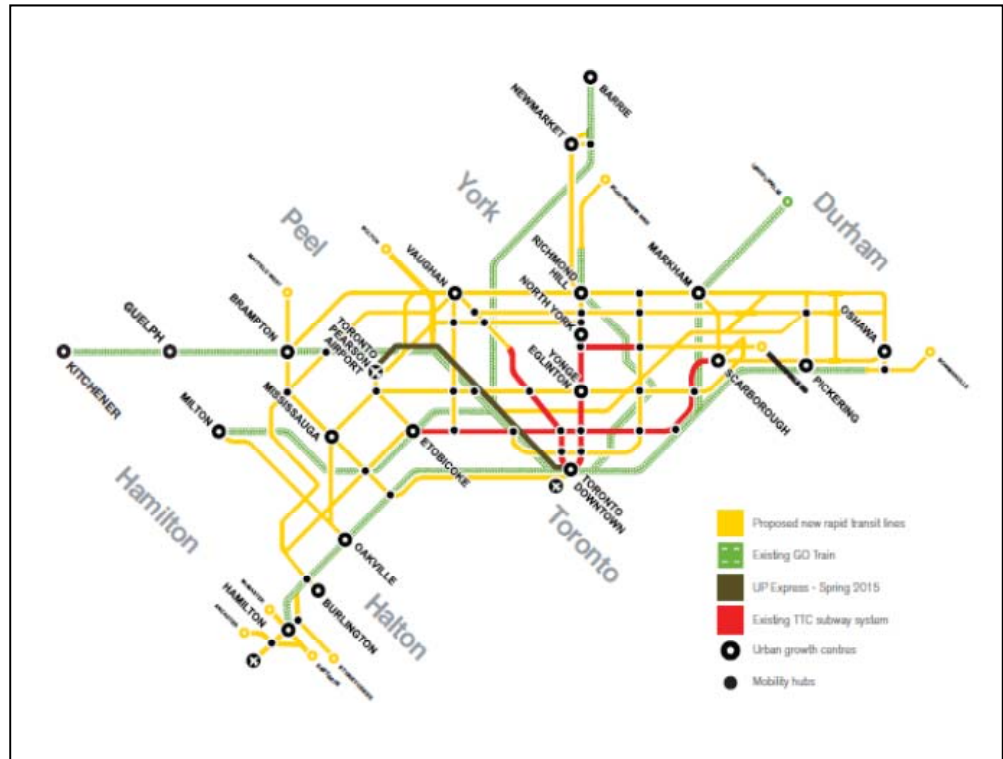 BARRIE
NEWMARKET
York
Durham
Peel
VAUGHAN
RICHMOND
HILL
MARKHAM
BRAMPTON
NORTH YORK
OSHAWA
GUELPH
TORONTO
PEARSON
AIRPORT
YONGE-
EGLINTON
KITCHENER
MISSISSAUGA
SCARBOROUGH
PICKERING
MILTON
ETOBICOKE
TORONTO
DOWNTOWN
Hamilton
Toronto
OAKVILLE
Halton
BURLINGTON
HAMILTON
Proposed new rapid transit lines
Existing GO Train
UP Express - Spring 2015
Existing TTC subway system
Urban growth centres
Mobility hubs